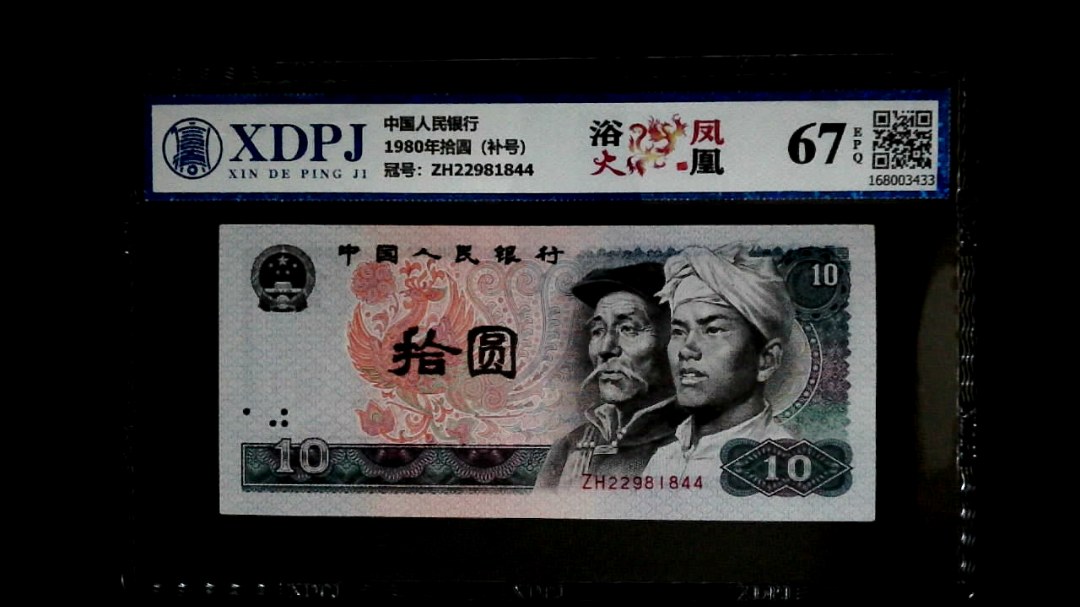 XDPJ
XIN DE PING JI
中国人民银行
1980年拾圆（补号）
冠号：ZH22981844
浴火
凤凰
67
EPQ
168003433
中国人民银行
10
拾圆
10
ZH22981844
10
XDPJ